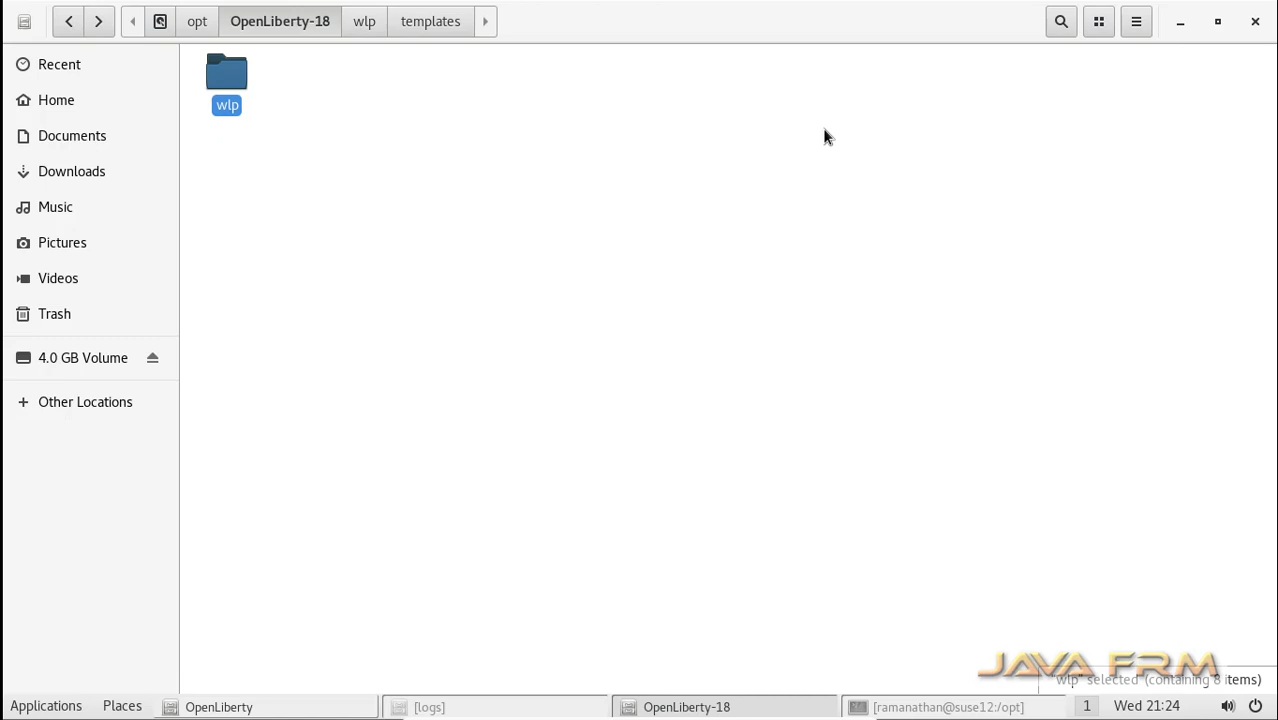 opt
OpenLiberty-18
wlp
templates
Recent
Home
Documents
Downloads
Music
Pictures
Videos
Trash
4.0 GB Volume
Other Locations
wlp
JAVA FRM
"wlp" selected (containing 8 items)
Applications
Places
OpenLiberty
[logs]
OpenLiberty-18
[ramanathan@suse12:/opt]
1
Wed 21:24